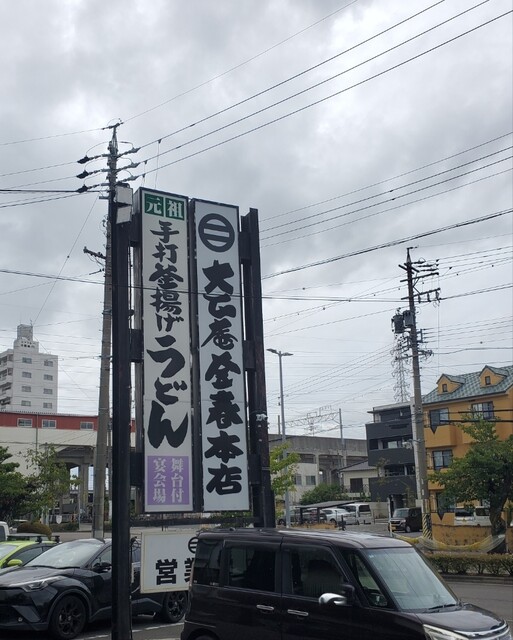 大正庵釜春本店
元祖
手打釜揚げうどん
舞台付
宴会場
営業